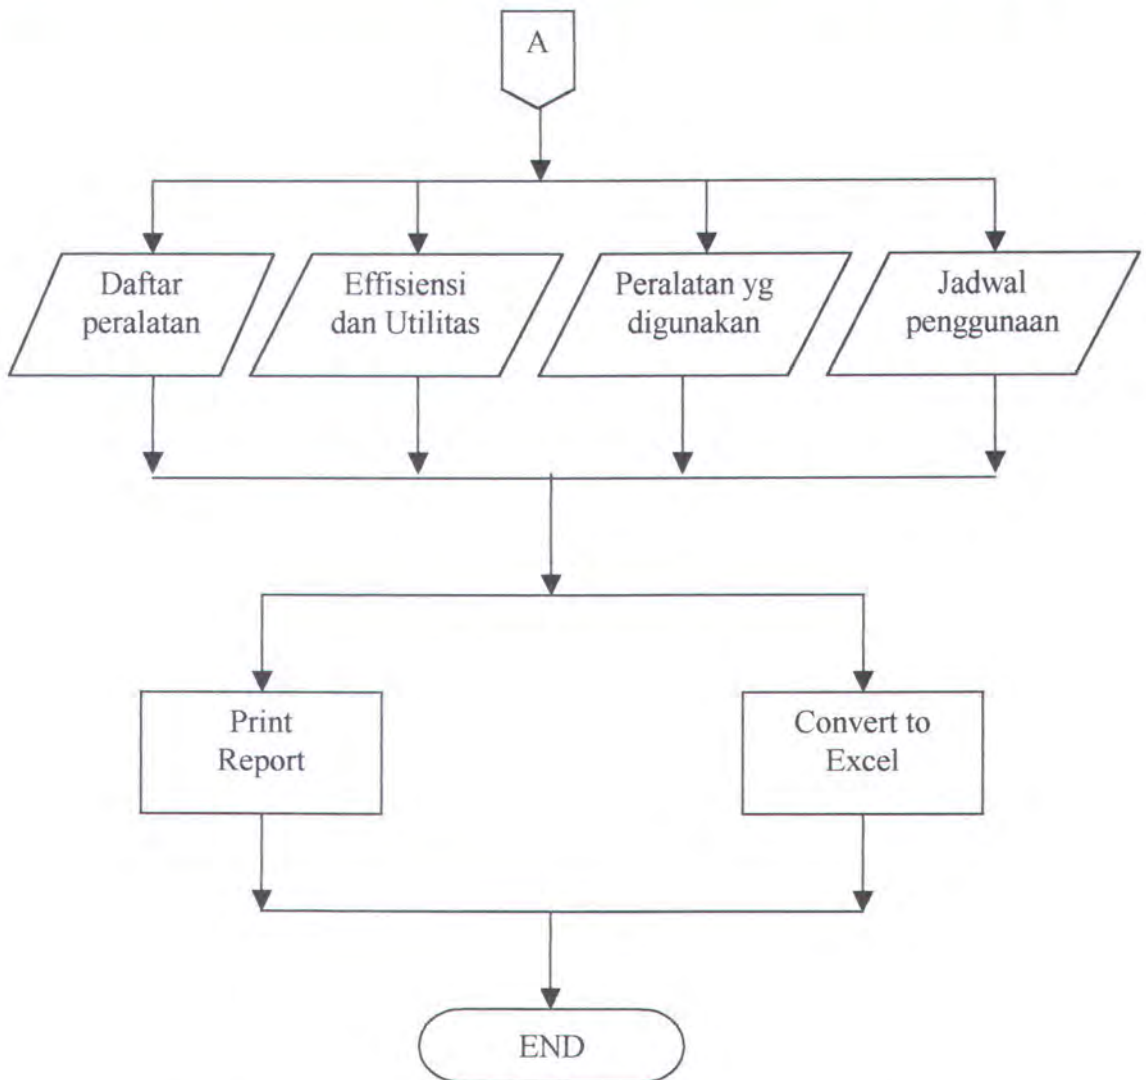 A
Daftar
peralatan
Effisiensi
dan Utilitas
Peralatan yg
digunakan
Jadwal
penggunaan
Print
Report
Convert to
Excel
END